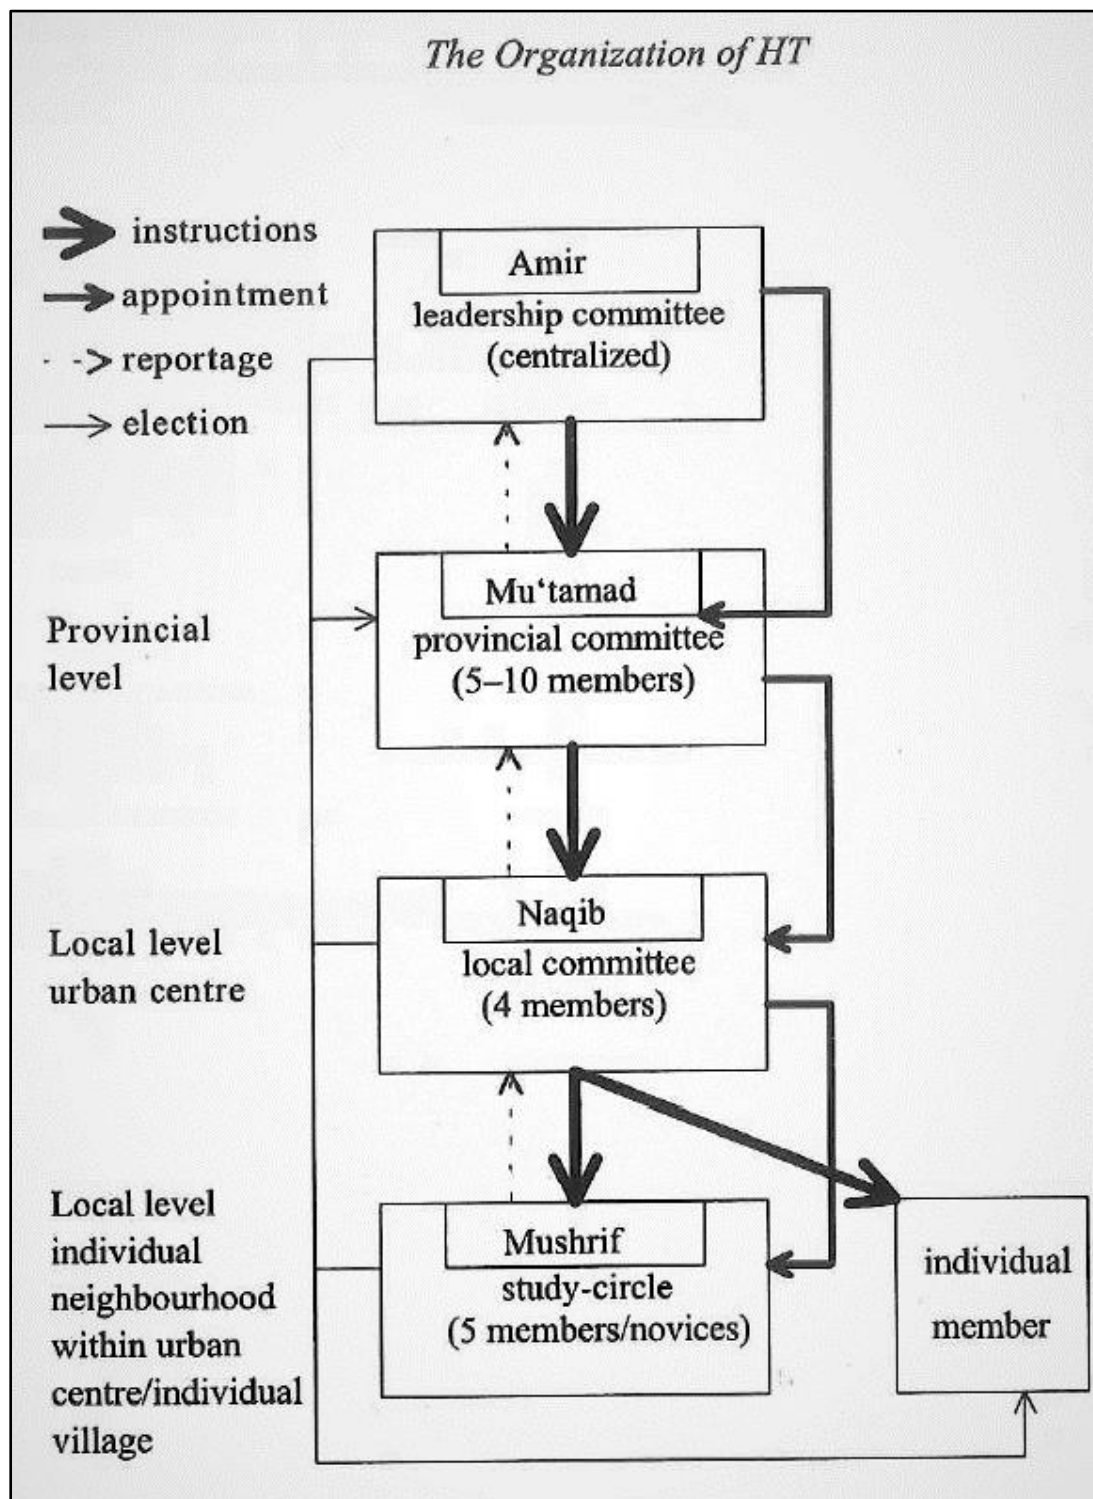 The Organization of HT
instructions
appointment
reportage
election
Amir
leadership committee
(centralized)
Provincial
level
Mu‘tamad
provincial committee
(5–10 members)
Local level
urban centre
Naqib
local committee
(4 members)
Local level
individual
neighbourhood
within urban
centre/individual
village
Mushrif
study-circle
(5 members/novices)
individual
member